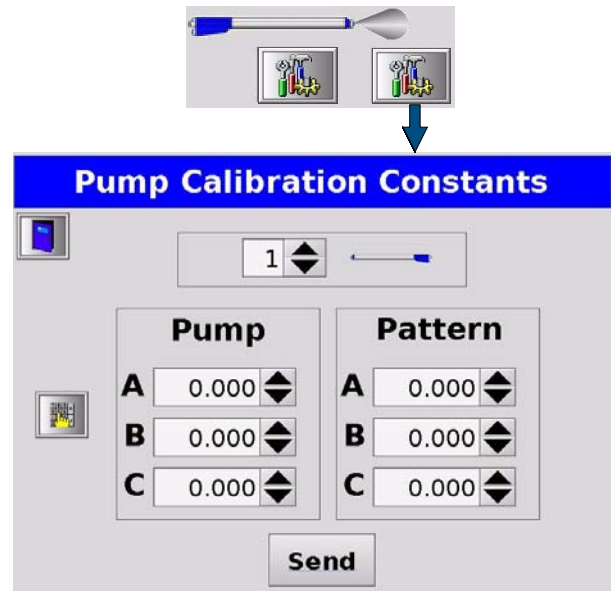 Pump Calibration Constants
1
Pump Pattern
A 0.000 A 0.000
B 0.000 B 0.000
C 0.000 C 0.000
Send